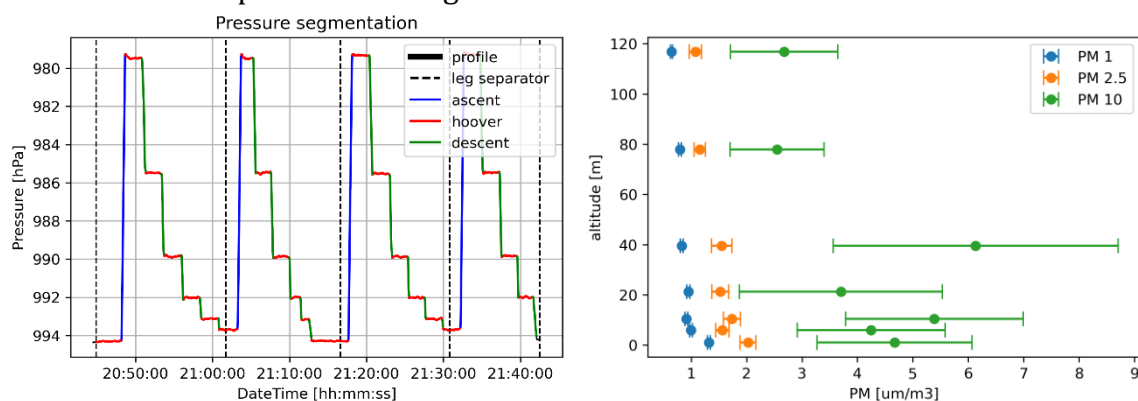 Pressure segmentation
profile
leg separator
ascent
hoover
descent
980
982
984
986
988
990
992
994
Pressure [hPa]
20:50:00 21:00:00 21:10:00 21:20:00 21:30:00 21:40:00
DateTime [hh:mm:ss]
PM 1
PM 2.5
PM 10
120
100
80
60
40
20
0
altitude [m]
1 2 3 4 5 6 7 8 9
PM [um/m3]